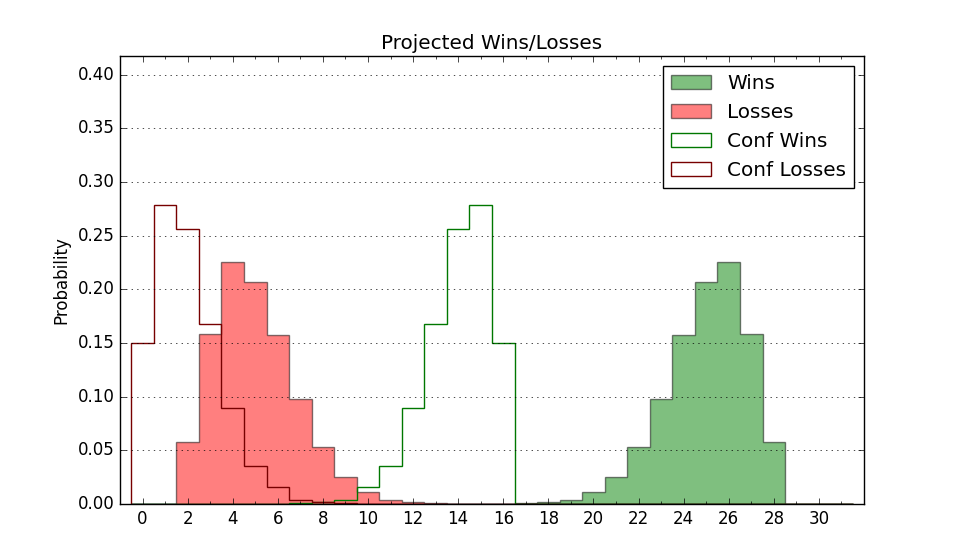 Projected Wins/Losses
Probability
0.40
0.35
0.30
0.25
0.20
0.15
0.10
0.05
0.00
0 2 4 6 8 10 12 14 16 18 20 22 24 26 28 30
Wins
Losses
Conf Wins
Conf Losses